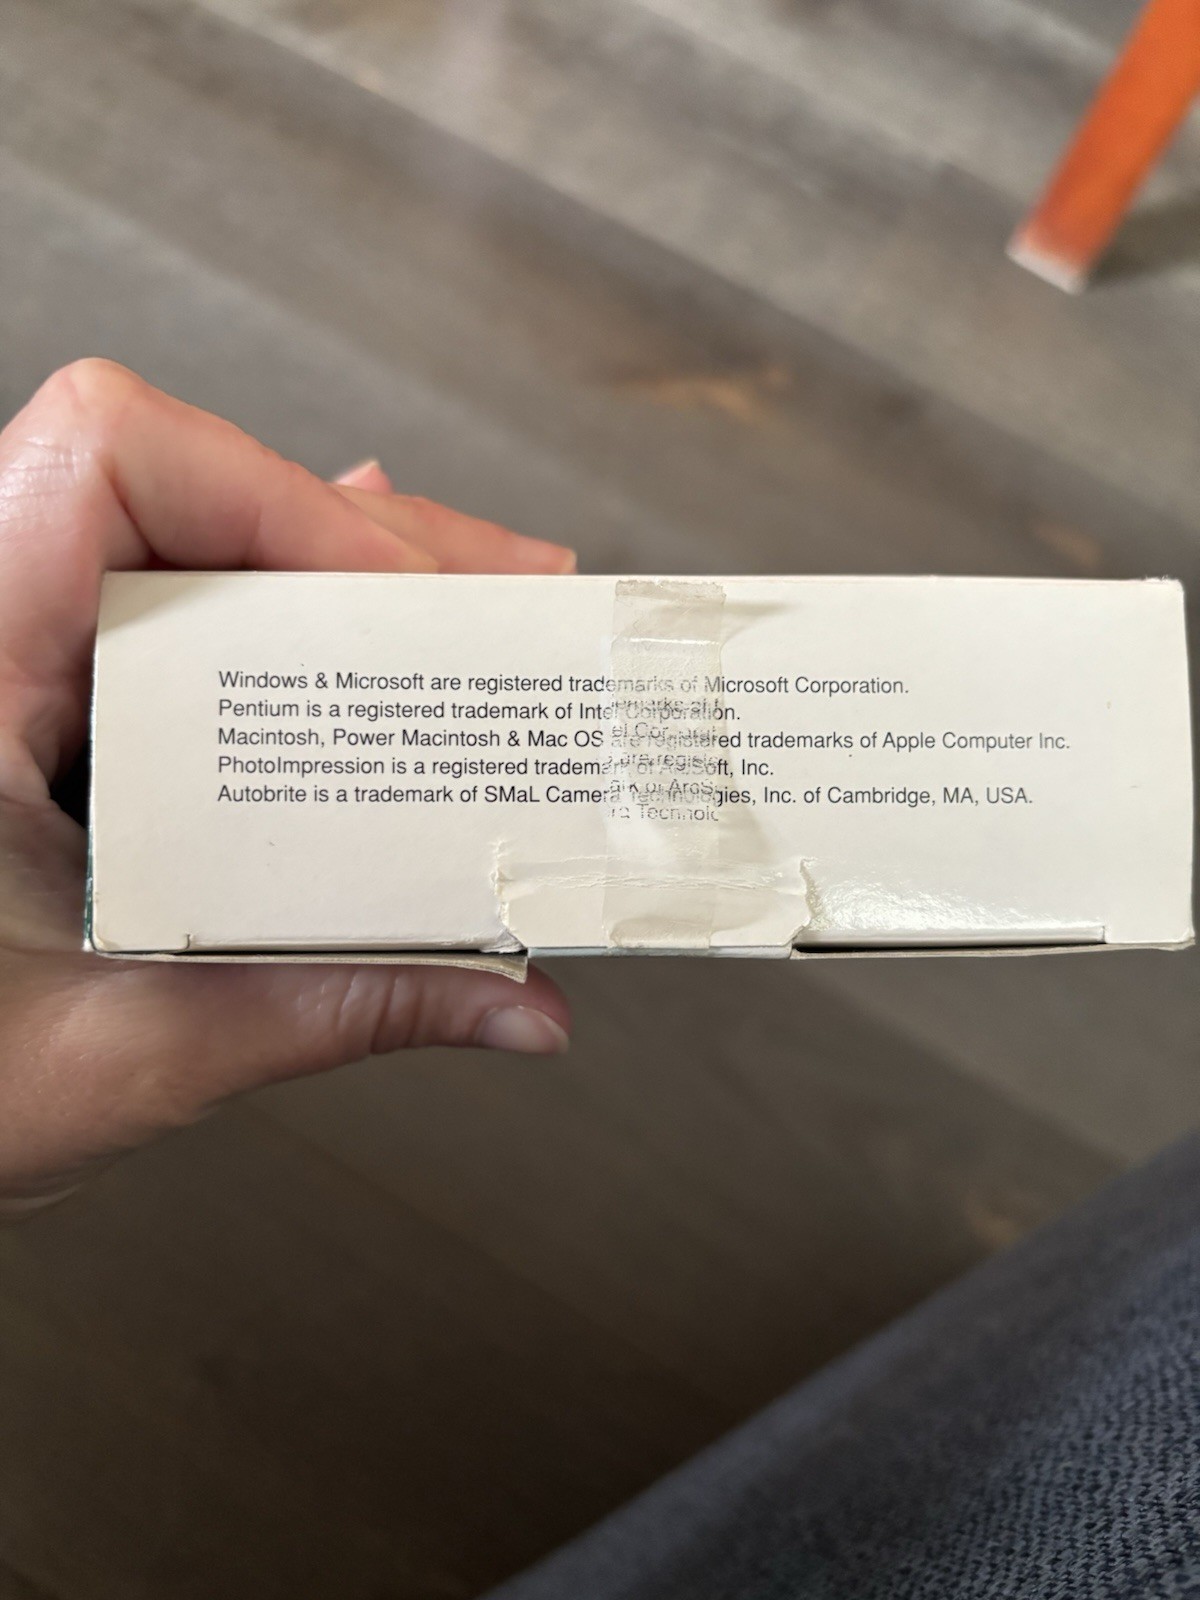 Windows & Microsoft are registered trademarks of Microsoft Corporation.
Pentium is a registered trademark of Intel Corporation.
Macintosh, Power Macintosh & Mac OS are registered trademarks of Apple Computer Inc.
PhotoImpression is a registered trademark of ArcSoft, Inc.
Autobrite is a trademark of SMaL Camera Technologies, Inc. of Cambridge, MA, USA.